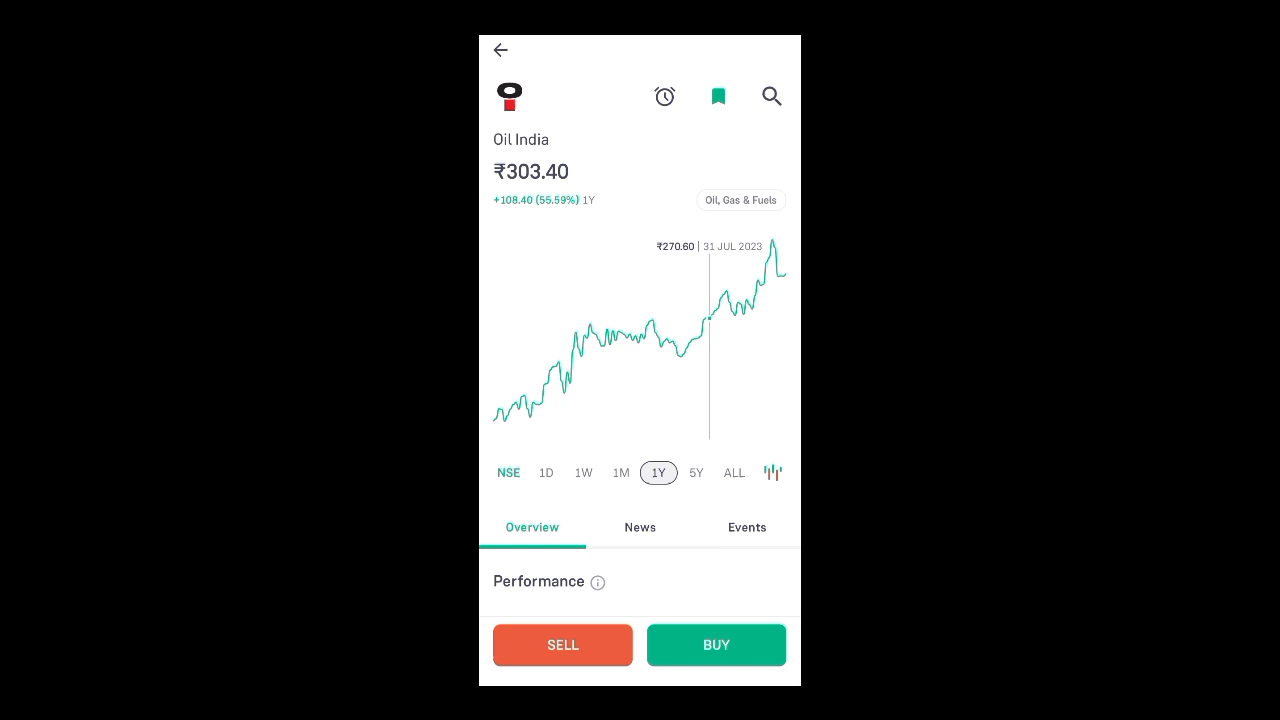 Oil India
₹303.40
+108.40 (55.59%) 1Y
Oil, Gas & Fuels
₹270.60 | 31 JUL 2023
NSE 1D 1W 1M 1Y 5Y ALL
Overview News Events
Performance
SELL BUY